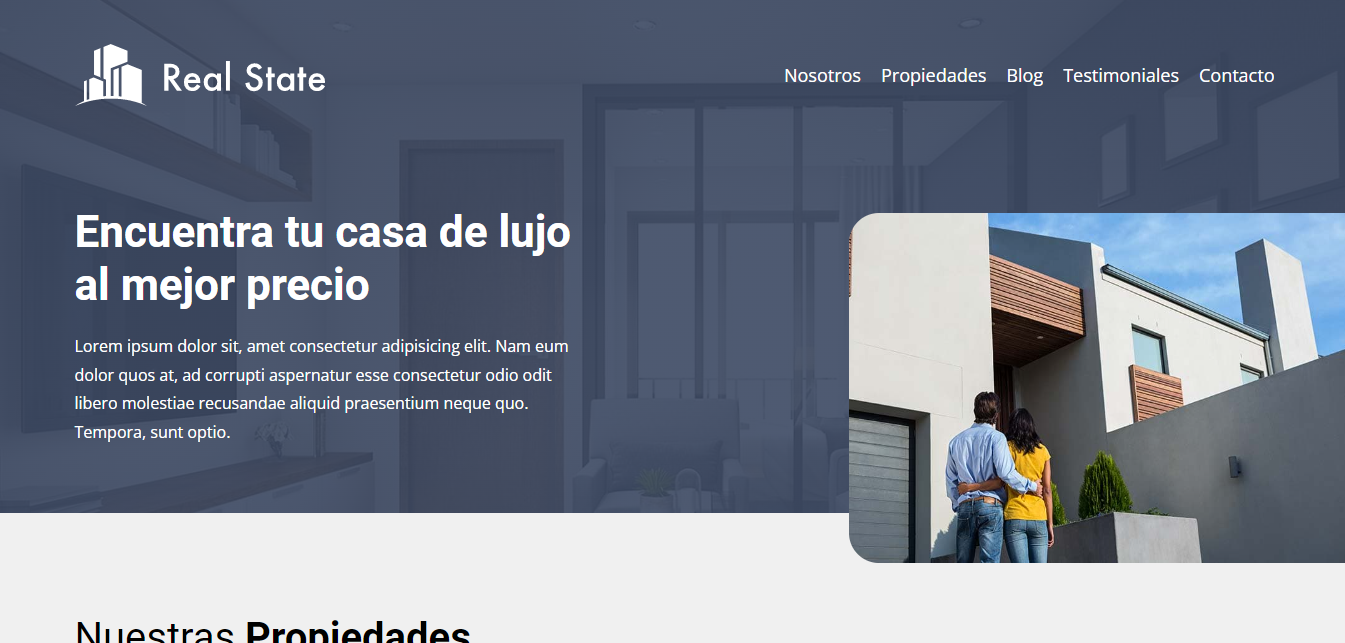 Real State
Nosotros Propiedades Blog Testimoniales Contacto
Encuentra tu casa de lujo
al mejor precio
Lorem ipsum dolor sit, amet consectetur adipisicing elit. Nam eum
dolor quos at, ad corrupti aspernatur esse consectetur odio odit
libero molestiae recusandae aliquid praesentium neque quo.
Tempora, sunt optio.
Nuestras Propiedades